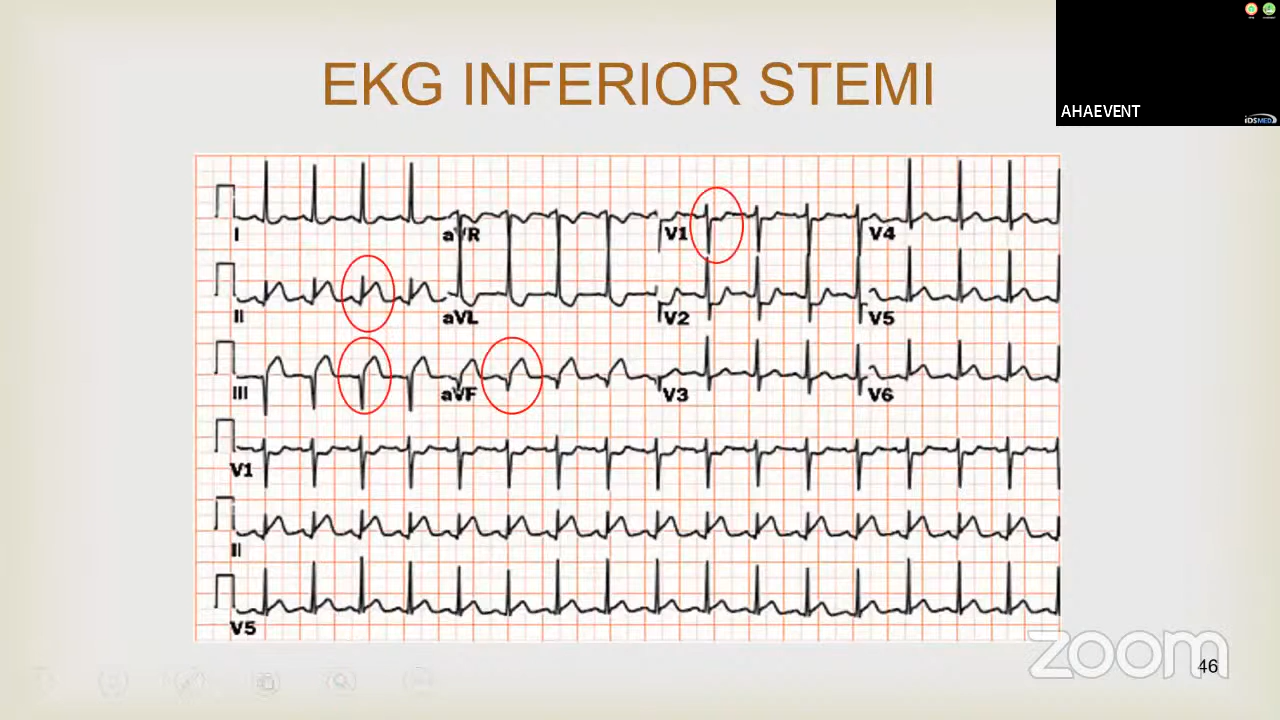 EKG INFERIOR STEMI
AHAEVENT
iDSMED
I
aVR
V1
V4
II
aVL
V2
V5
III
aVF
V3
V6
V1
II
V5
zoom
46